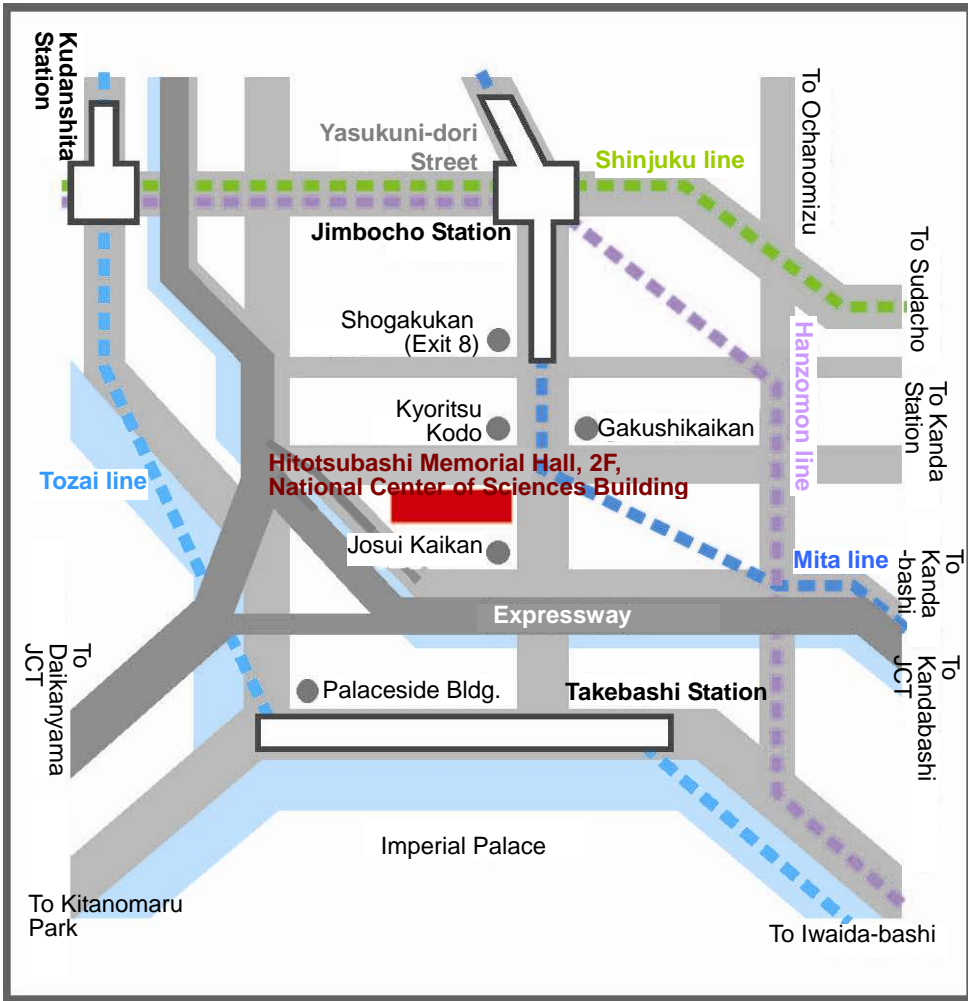 Kudanshita
Station
Yasukuni-dori
Street
Shinjuku line
To Ochanomizu
Jimbocho Station
To Sudacho
Shogakukan
(Exit 8)
Hanzomon line
Kyoritsu
Kodo
Gakushikaikan
To Kanda
Station
Hitotsubashi Memorial Hall, 2F,
National Center of Sciences Building
Tozai line
Josui Kaikan
Mita line
To
Kanda
-bashi
Expressway
To
Daikanyama
JCT
Palaceside Bldg.
Takebashi Station
To
Kandabashi
JCT
Imperial Palace
To Kitanomaru
Park
To Iwaida-bashi